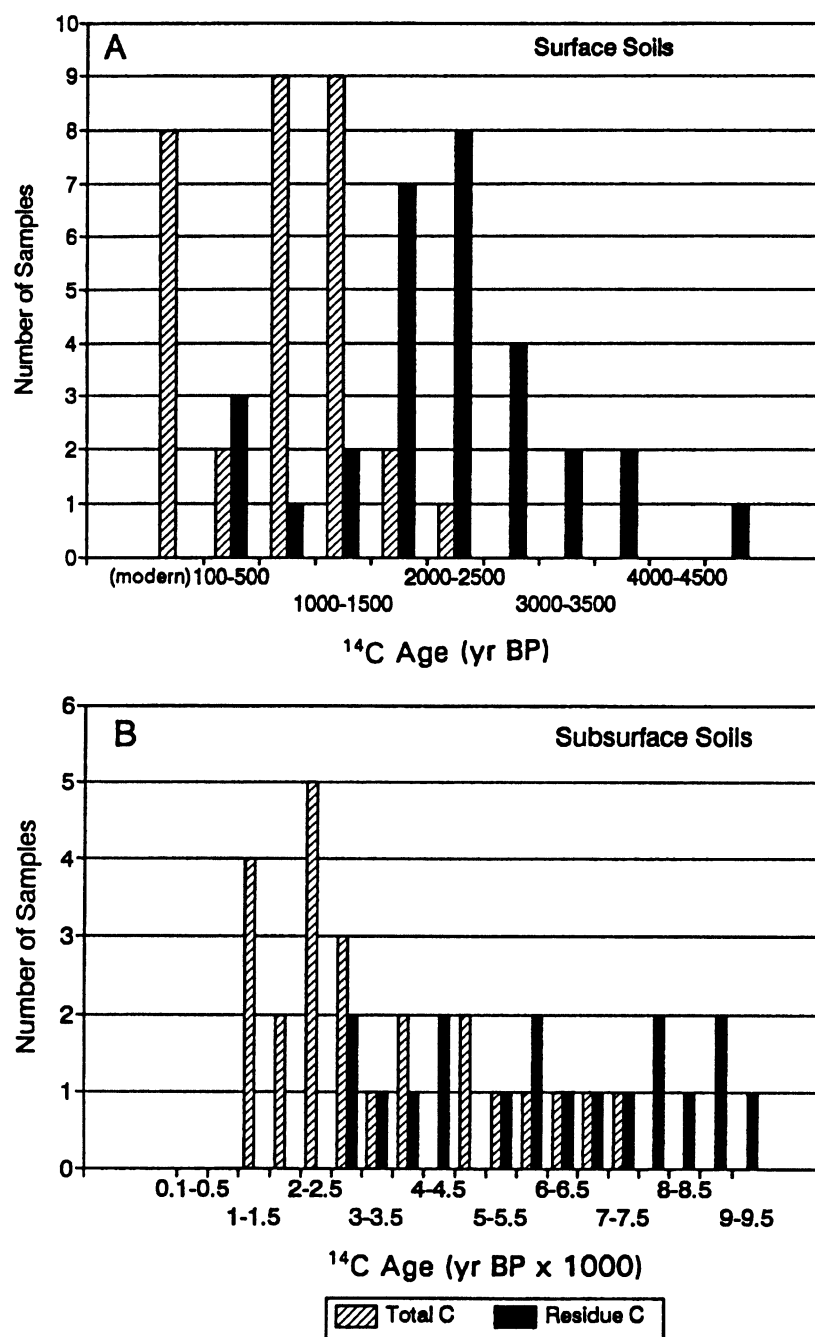 A
Surface Soils
10
9
8
7
6
5
4
3
2
1
0
Number of Samples
(modern) 100-500 2000-2500 4000-4500
1000-1500 3000-3500
¹⁴C Age (yr BP)
B
Subsurface Soils
6
5
4
3
2
1
0
Number of Samples
0.1-0.5 2-2.5 4-4.5 6-6.5 8-8.5
1-1.5 3-3.5 5-5.5 7-7.5 9-9.5
¹⁴C Age (yr BP x 1000)
Total C Residue C